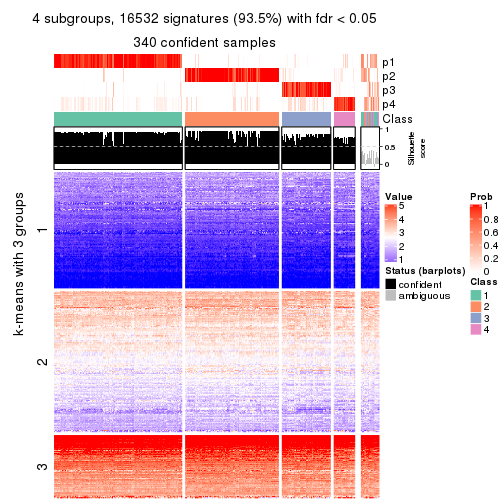 4 subgroups, 16532 signatures (93.5%) with fdr < 0.05
340 confident samples
p1
p2
p3
p4
Class
1
0.5
0
Silhouette
score
k-means with 3 groups
1
2
3
Value
5
4
3
2
1
Status (barplots)
confident
ambiguous
Prob
1
0.8
0.6
0.4
0.2
0
Class
1
2
3
4